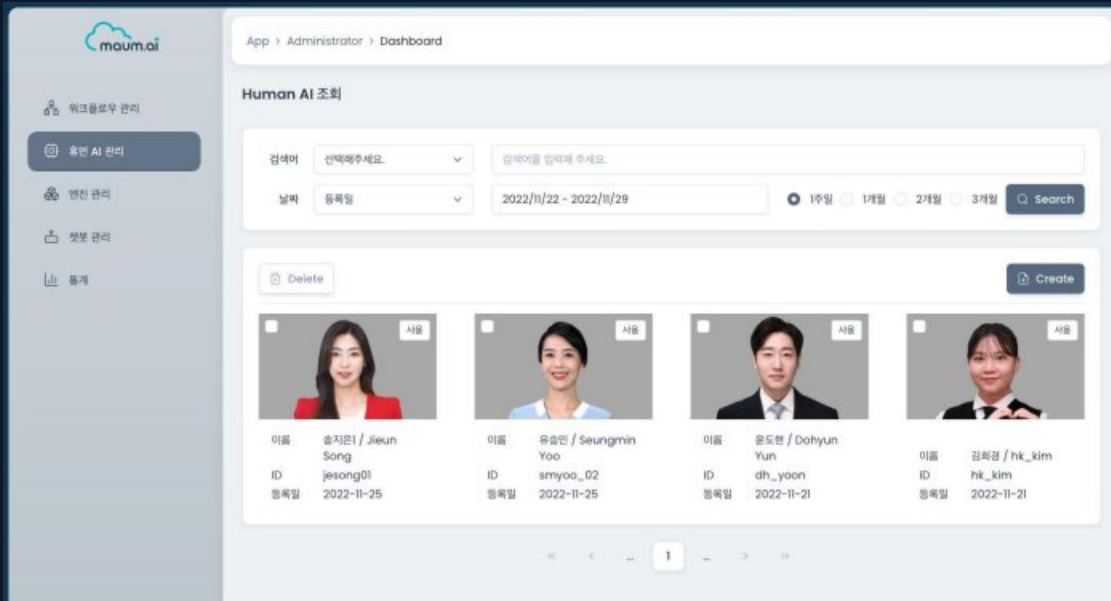 maum.ai
App > Administrator > Dashboard
Human AI 조회
워크플로우 관리
휴먼 AI 관리
엔진 관리
챗봇 관리
통계
검색어 선택해주세요. 검색어를 입력해 주세요.
날짜 등록일 2022/11/22 - 2022/11/29 1주일 1개월 2개월 3개월 Search
Delete Create
사용 사용 사용 사용
이름 송지은1 / Jieun Song
ID jesong01
등록일 2022-11-25
이름 유승민 / Seungmin Yoo
ID smyoo_02
등록일 2022-11-25
이름 윤도현 / Dohyun Yun
ID dh_yoon
등록일 2022-11-21
이름 김희경 / hk_kim
ID hk_kim
등록일 2022-11-21
« < ... 1 ... > »